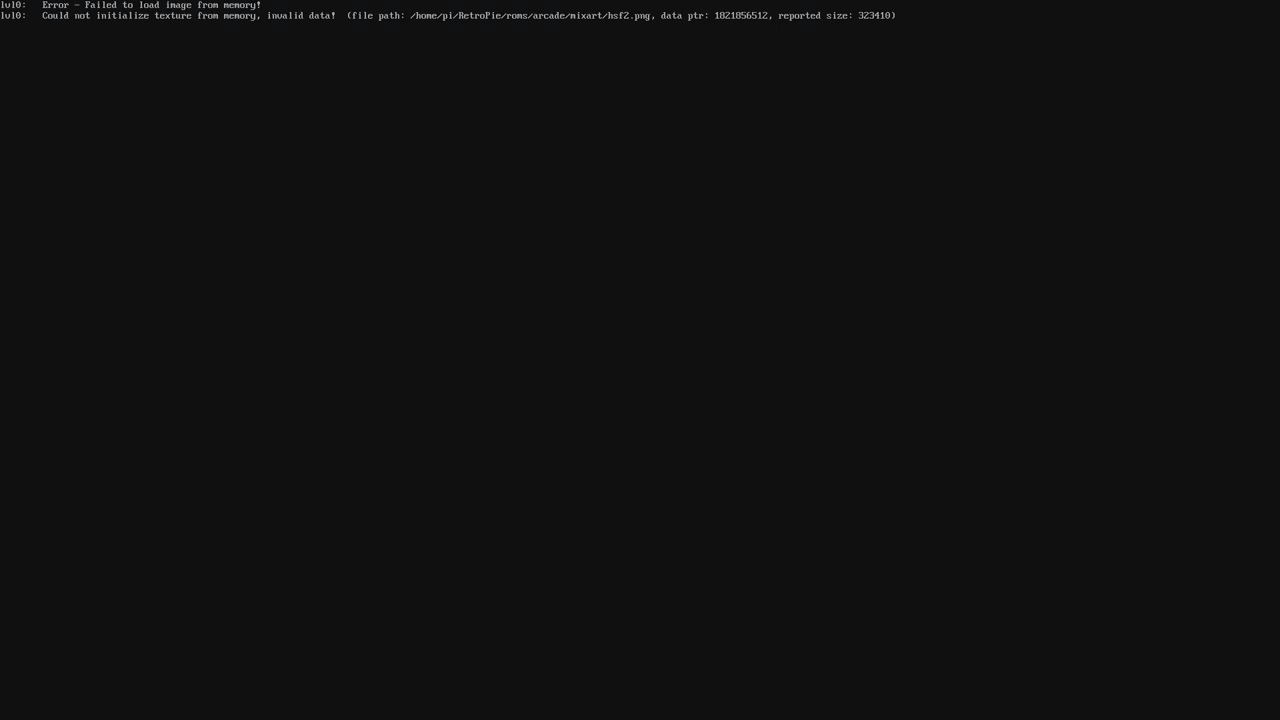 lvl0: Error - Failed to load image from memory!
lvl0: Could not initialize texture from memory, invalid data! (file path: /home/pi/RetroPie/roms/arcade/mixart/hsf2.png, data ptr: 1821856512, reported size: 323410)